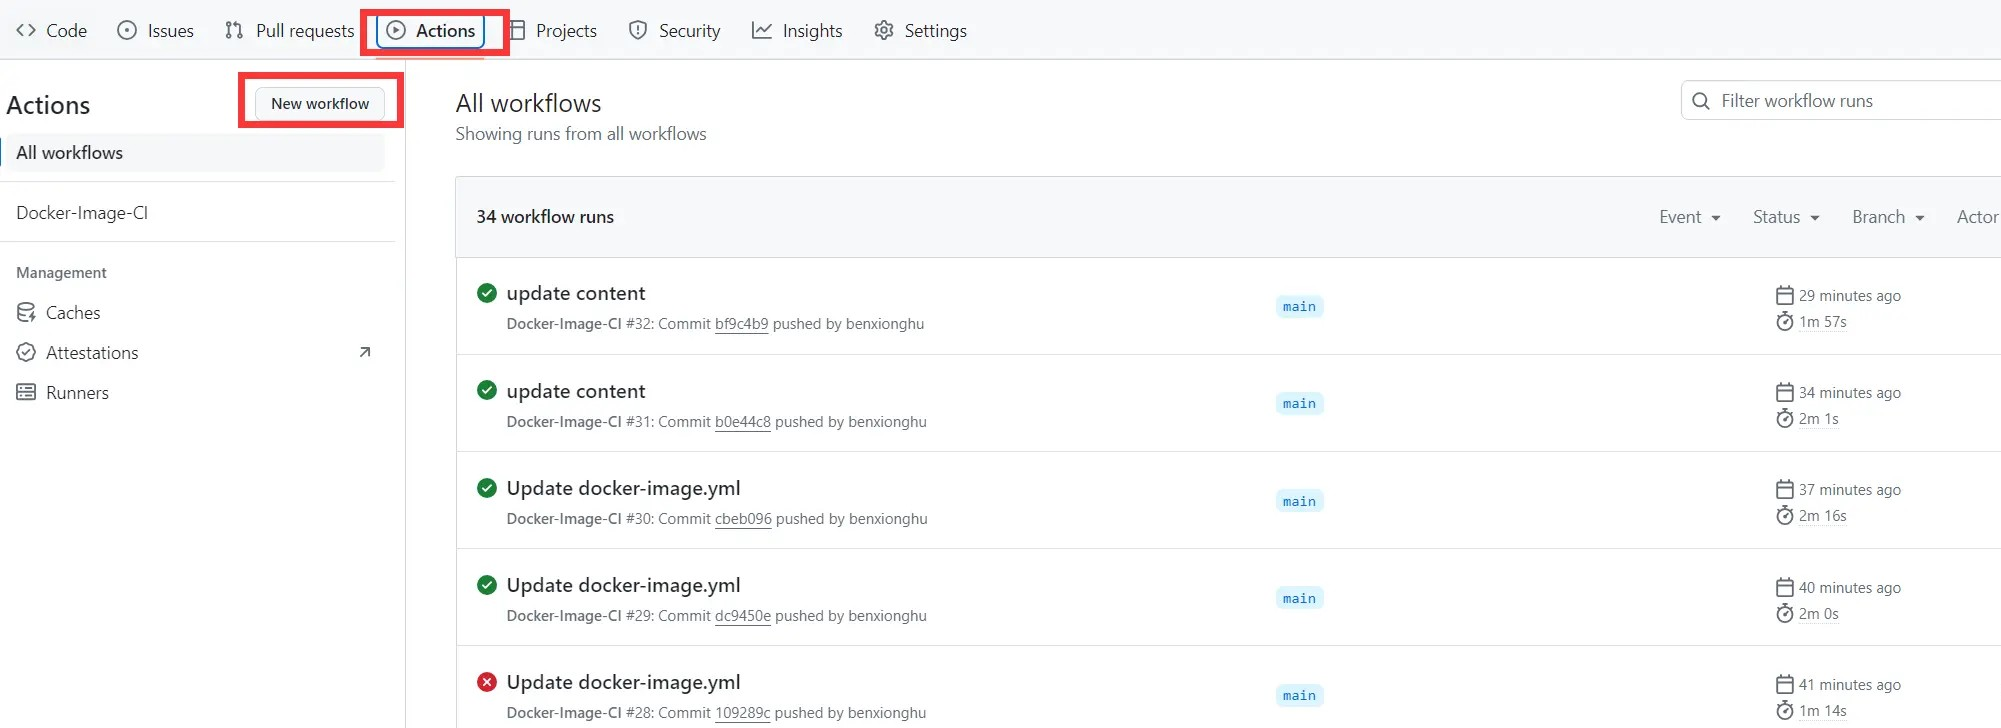 Code Issues Pull requests Actions Projects Security Insights Settings
Actions
New workflow
All workflows
Docker-Image-CI
Management
Caches
Attestations
Runners
All workflows
Showing runs from all workflows
Filter workflow runs
34 workflow runs
Event Status Branch Actor
update content
Docker-Image-CI #32: Commit bf9c4b9 pushed by benxionghu
main
29 minutes ago
1m 57s
update content
Docker-Image-CI #31: Commit b0e44c8 pushed by benxionghu
main
34 minutes ago
2m 1s
Update docker-image.yml
Docker-Image-CI #30: Commit cbeb096 pushed by benxionghu
main
37 minutes ago
2m 16s
Update docker-image.yml
Docker-Image-CI #29: Commit dc9450e pushed by benxionghu
main
40 minutes ago
2m 0s
Update docker-image.yml
Docker-Image-CI #28: Commit 109289c pushed by benxionghu
main
41 minutes ago
1m 14s